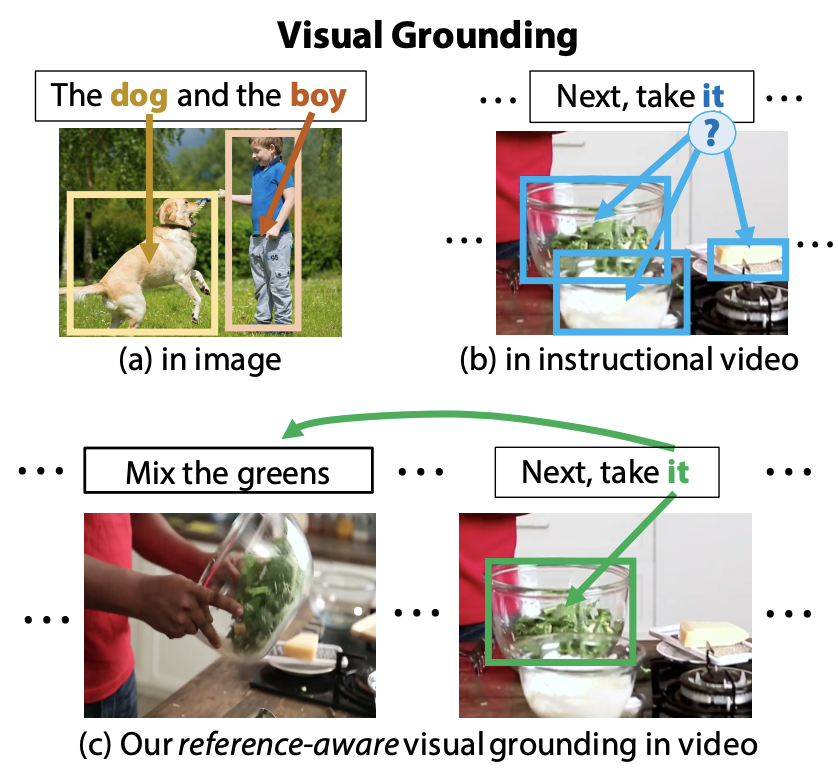 Visual Grounding
The dog and the boy
... Next, take it ...
?
... ...
(a) in image
(b) in instructional video
... Mix the greens ... Next, take it ...
... ... ...
(c) Our reference-aware visual grounding in video